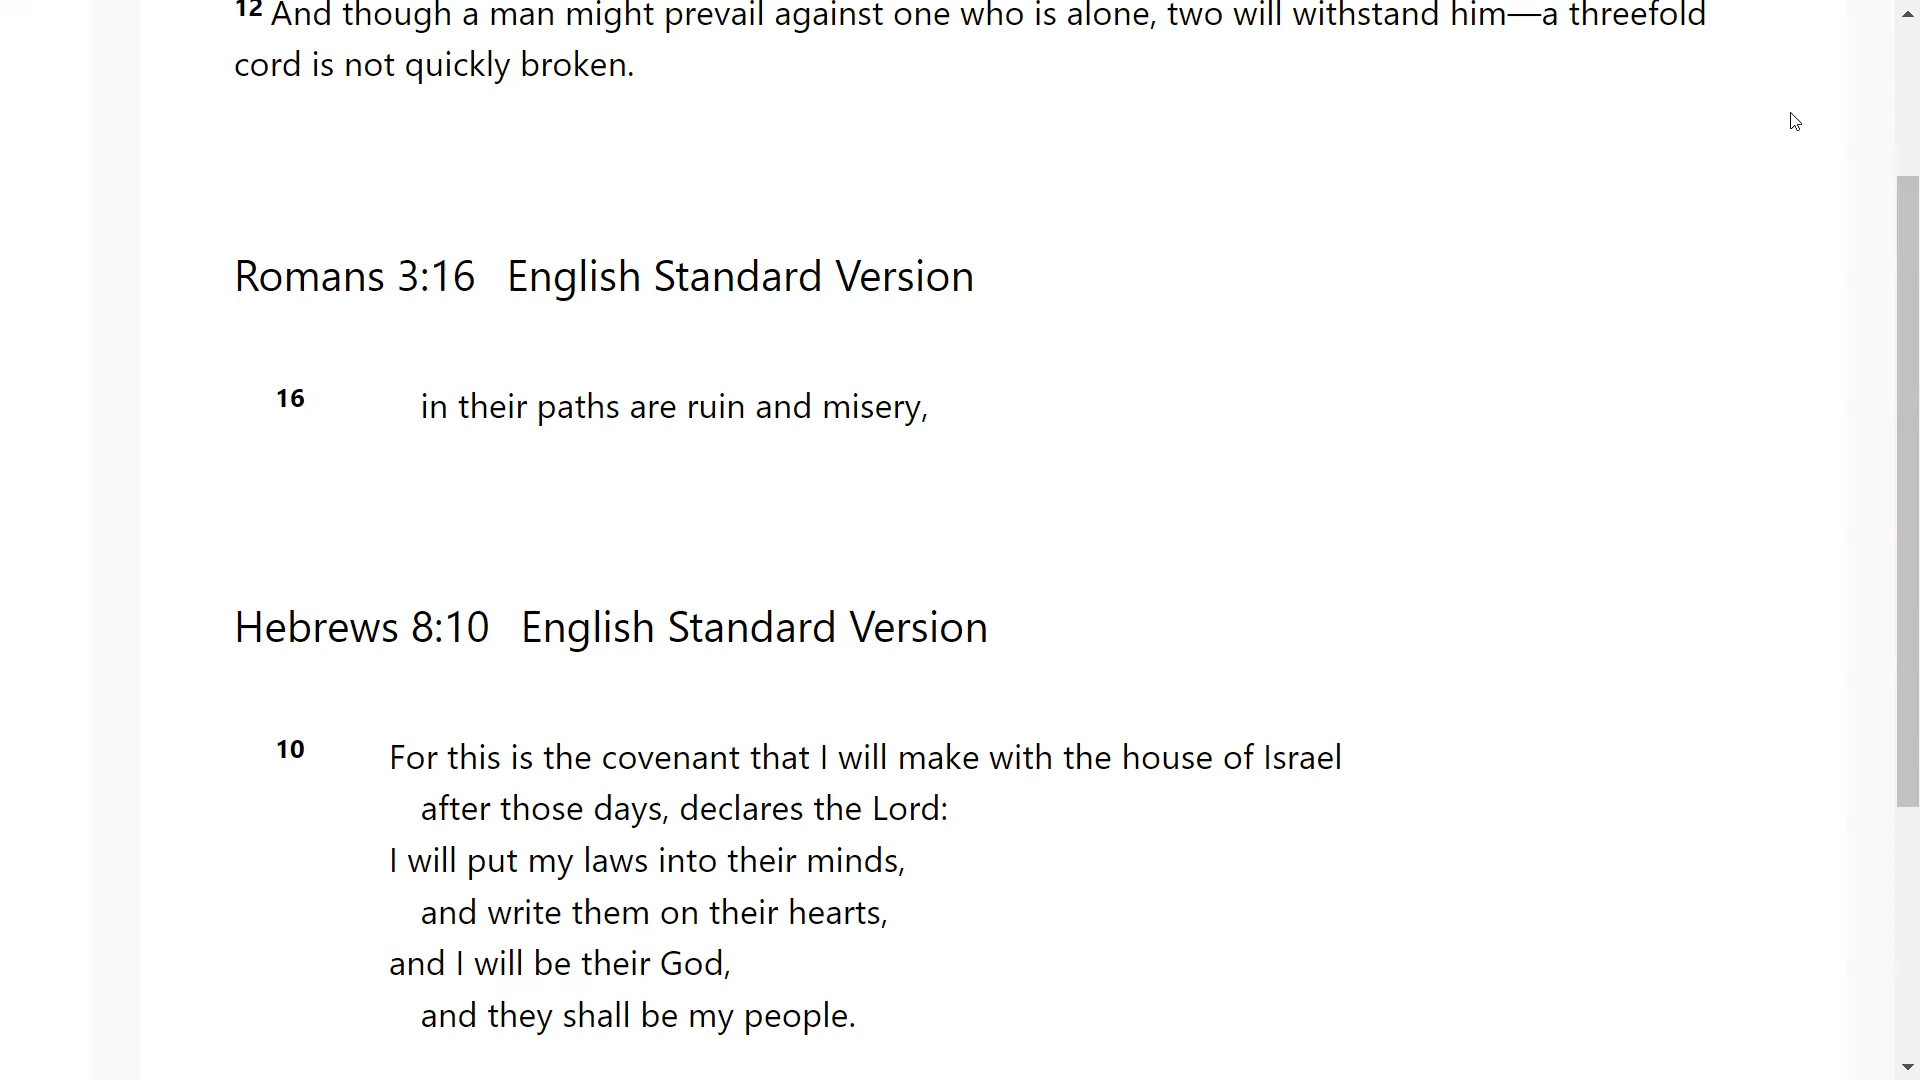 12 And though a man might prevail against one who is alone, two will withstand him—a threefold
cord is not quickly broken.
Romans 3:16 English Standard Version
16 in their paths are ruin and misery,
Hebrews 8:10 English Standard Version
10 For this is the covenant that I will make with the house of Israel
after those days, declares the Lord:
I will put my laws into their minds,
and write them on their hearts,
and I will be their God,
and they shall be my people.